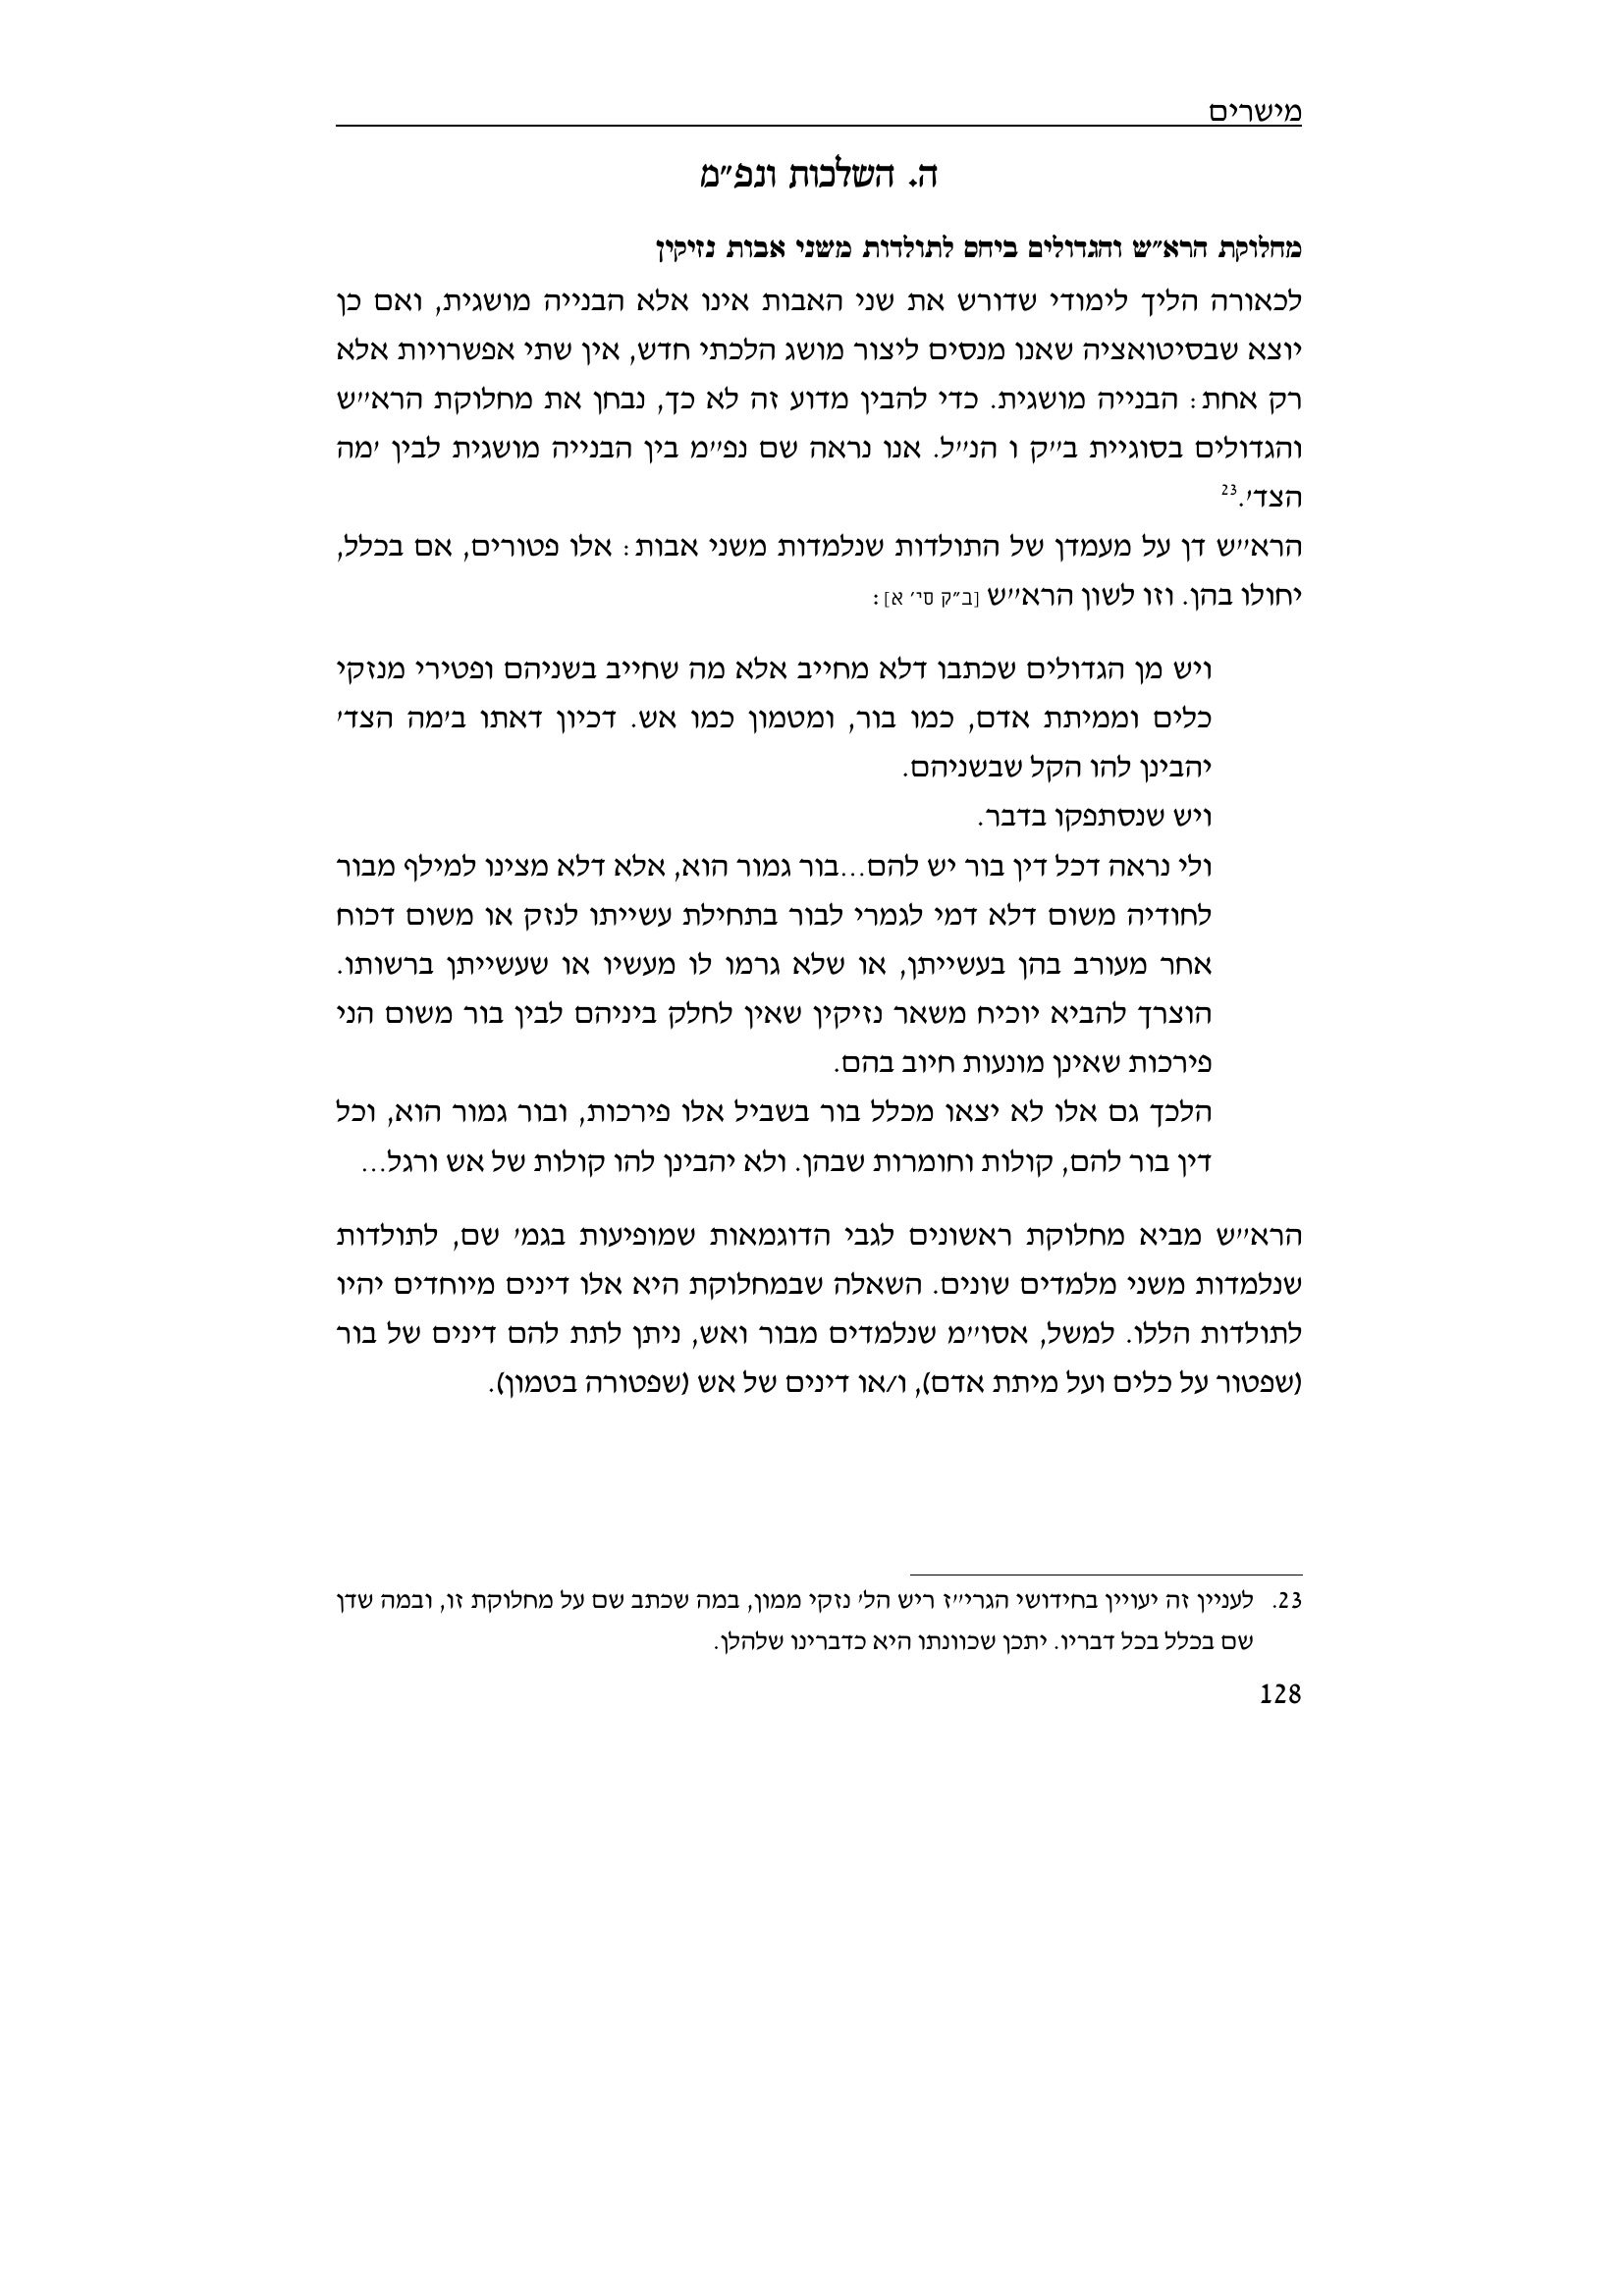 מישרים
ה. השלכות ונפ"מ
מחלוקת הרא"ש והגדולים ביחס לתולדות משני אבות נזיקין
לכאורה הליך לימודי שדורש את שני האבות אינו אלא הבנייה מושגית, ואם כן
יוצא שבסיטואציה שאנו מנסים ליצור מושג הלכתי חדש, אין שתי אפשרויות אלא
רק אחת: הבנייה מושגית. כדי להבין מדוע זה לא כך, נבחן את מחלוקת הרא"ש
והגדולים בסוגיית ב"ק ו הנ"ל. אנו נראה שם נפ"מ בין הבנייה מושגית לבין 'מה
הצד'.23
הרא"ש דן על מעמדן של התולדות שנלמדות משני אבות: אלו פטורים, אם בכלל,
יחולו בהן. וזו לשון הרא"ש [ב"ק סי' א]:
ויש מן הגדולים שכתבו דלא מחייב אלא מה שחייב בשניהם ופטירי מנזקי
כלים וממיתת אדם, כמו בור, ומטמון כמו אש. דכיון דאתו ב'מה הצד'
יהבינן להו הקל שבשניהם.
ויש שנסתפקו בדבר.
ולי נראה דכל דין בור יש להם...בור גמור הוא, אלא דלא מצינו למילף מבור
לחודיה משום דלא דמי לגמרי לבור בתחילת עשייתו לנזק או משום דכוח
אחר מעורב בהן בעשייתן, או שלא גרמו לו מעשיו או שעשייתן ברשותו.
הוצרך להביא יוכיח משאר נזיקין שאין לחלק ביניהם לבין בור משום הני
פירכות שאינן מונעות חיוב בהם.
הלכך גם אלו לא יצאו מכלל בור בשביל אלו פירכות, ובור גמור הוא, וכל
דין בור להם, קולות וחומרות שבהן. ולא יהבינן להו קולות של אש ורגל...
הרא"ש מביא מחלוקת ראשונים לגבי הדוגמאות שמופיעות בגמ' שם, לתולדות
שנלמדות משני מלמדים שונים. השאלה שבמחלוקת היא אלו דינים מיוחדים יהיו
לתולדות הללו. למשל, אסו"מ שנלמדים מבור ואש, ניתן לתת להם דינים של בור
(שפטור על כלים ועל מיתת אדם), ו/או דינים של אש (שפטורה בטמון).
23. לעניין זה יעויין בחידושי הגרי"ז ריש הל' נזקי ממון, במה שכתב שם על מחלוקת זו, ובמה שדן
שם בכלל בכל דבריו. יתכן שכוונתו היא כדברינו שלהלן.
128